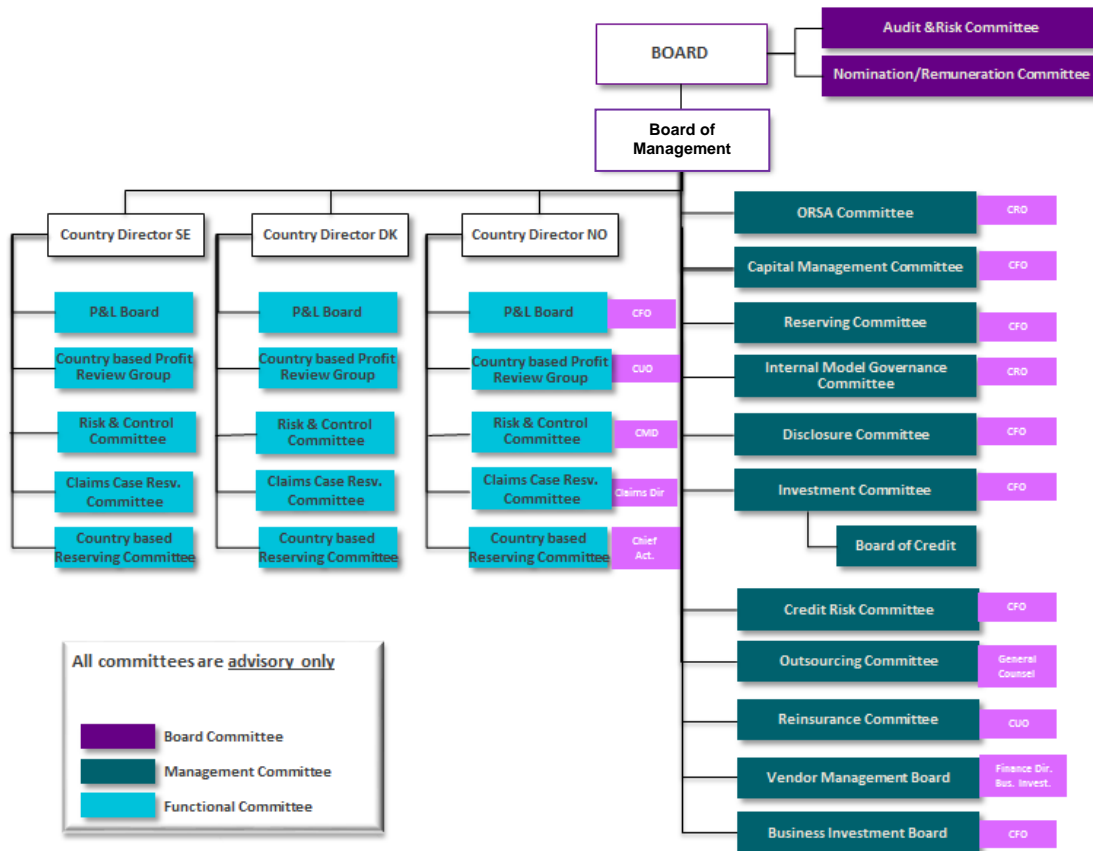 BOARD
Audit &Risk Committee
Nomination/Remuneration Committee
Board of
Management
Country Director SE
Country Director DK
Country Director NO
P&L Board
Country based Profit
Review Group
Risk & Control
Committee
Claims Case Resv.
Committee
Country based
Reserving Committee
P&L Board
Country based Profit
Review Group
Risk & Control
Committee
Claims Case Resv.
Committee
Country based
Reserving Committee
P&L Board
CFO
Country based Profit
Review Group
CUO
Risk & Control
Committee
CMD
Claims Case Resv.
Committee
Claims Dir
Country based
Reserving Committee
Chief
Act.
ORSA Committee
CRO
Capital Management Committee
CFO
Reserving Committee
CFO
Internal Model Governance
Committee
CRO
Disclosure Committee
CFO
Investment Committee
CFO
Board of Credit
Credit Risk Committee
CFO
Outsourcing Committee
General
Counsel
Reinsurance Committee
CUO
Vendor Management Board
Finance Dir.
Bus. Invest.
Business Investment Board
CFO
All committees are advisory only
Board Committee
Management Committee
Functional Committee